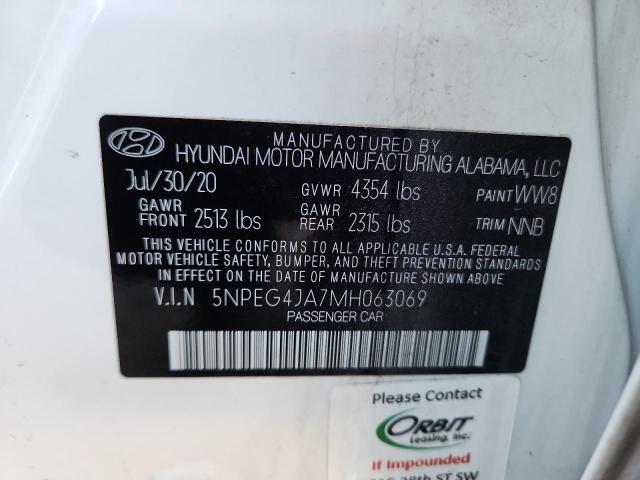 MANUFACTURED BY
HYUNDAI MOTOR MANUFACTURING ALABAMA, LLC
Jul/30/20 GVWR 4354 lbs PAINT WW8
GAWR FRONT 2513 lbs GAWR REAR 2315 lbs TRIM NNB
THIS VEHICLE CONFORMS TO ALL APPLICABLE U.S.A. FEDERAL
MOTOR VEHICLE SAFETY, BUMPER, AND THEFT PREVENTION STANDARDS
IN EFFECT ON THE DATE OF MANUFACTURE SHOWN ABOVE.
V.I.N 5NPEG4JA7MH063069
PASSENGER CAR
Please Contact
ORBIT
Leasing, Inc.
If Impounded
28th ST SW